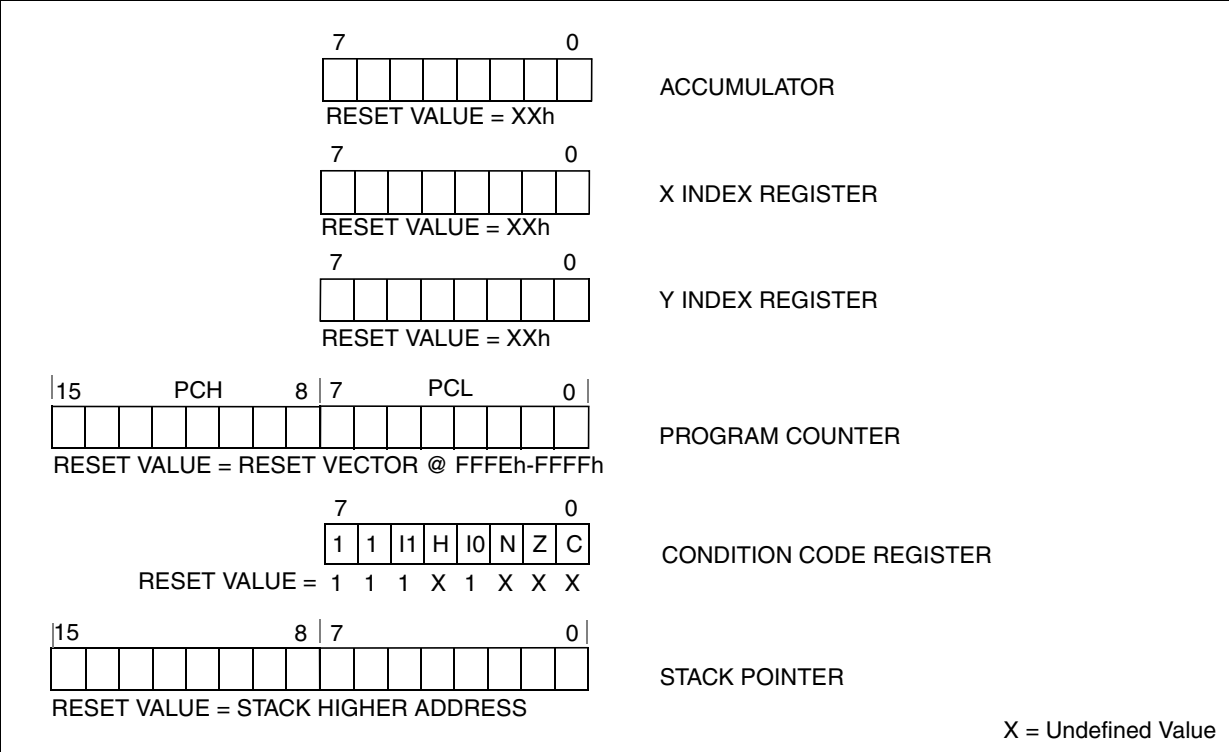 7 0
ACCUMULATOR
RESET VALUE = XXh
7 0
X INDEX REGISTER
RESET VALUE = XXh
7 0
Y INDEX REGISTER
RESET VALUE = XXh
15 PCH 8 7 PCL 0
PROGRAM COUNTER
RESET VALUE = RESET VECTOR @ FFFEh-FFFFh
7 0
1 1 I1 H I0 N Z C
CONDITION CODE REGISTER
RESET VALUE = 1 1 1 X 1 X X X
15 8 7 0
STACK POINTER
RESET VALUE = STACK HIGHER ADDRESS
X = Undefined Value